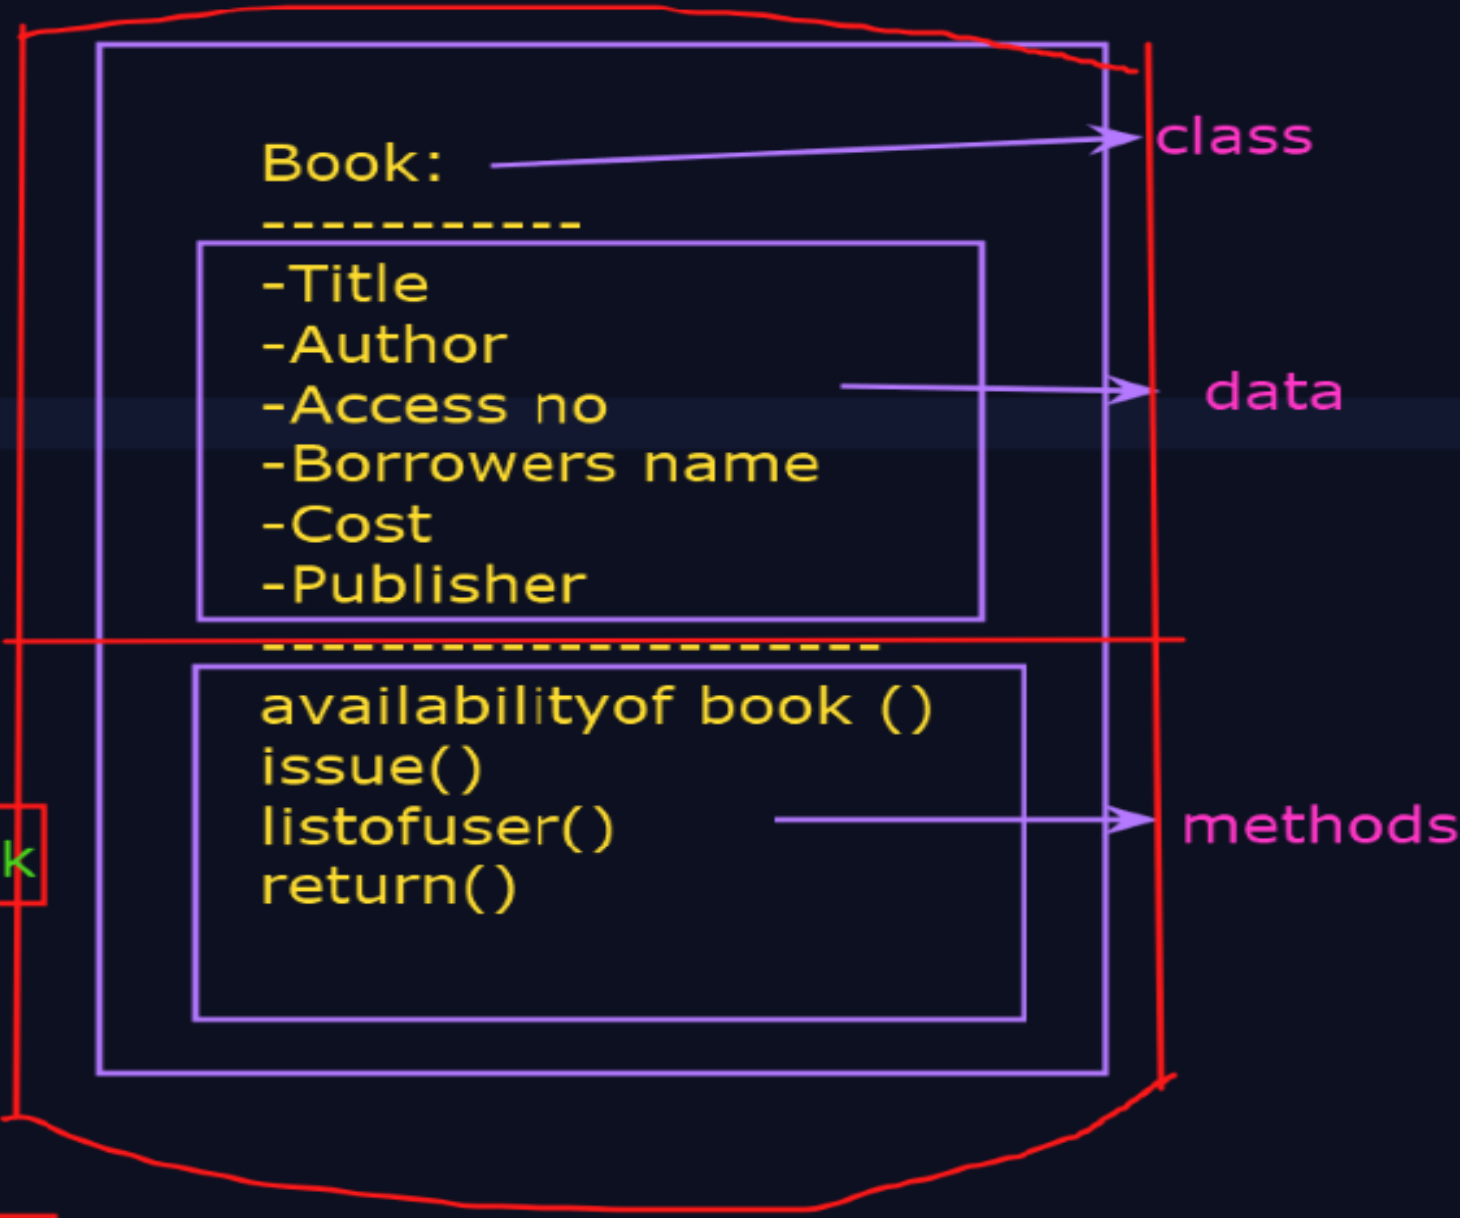 Book:
class
-----------
-Title
-Author
-Access no
data
-Borrowers name
-Cost
-Publisher
---------------------
availabilityof book ()
issue()
listofuser()
methods
return()
k